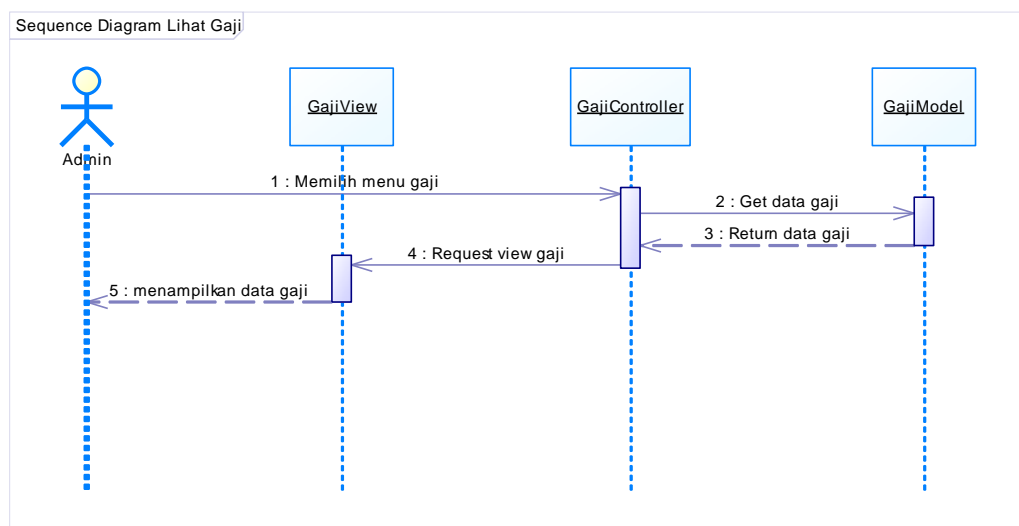 Sequence Diagram Lihat Gaji
GajiView
GajiController
GajiModel
Admin
1 : Memilih menu gaji
2 : Get data gaji
3 : Return data gaji
4 : Request view gaji
5 : menampilkan data gaji